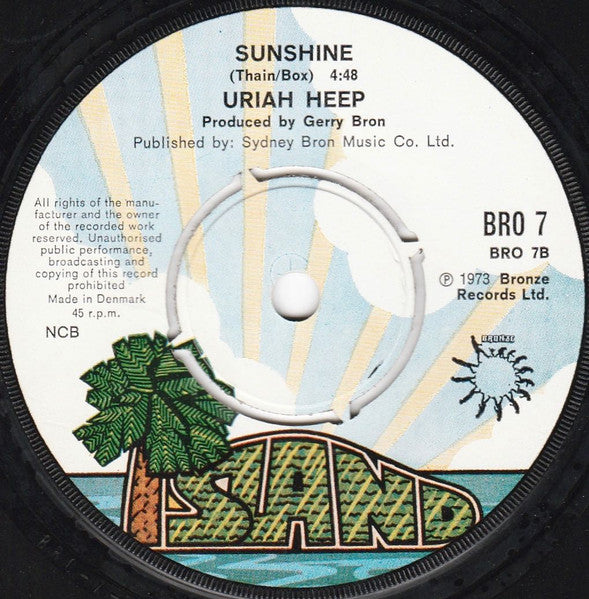 SUNSHINE
(Thain/Box) 4:48
URIAH HEEP
Produced by Gerry Bron
Published by: Sydney Bron Music Co. Ltd.
All rights of the manu-
facturer and the owner
of the recorded work
reserved. Unauthorised
public performance,
broadcasting and
copying of this record
prohibited
Made in Denmark
45 r.p.m.
NCB
BRO 7
BRO 7B
℗ 1973 Bronze
Records Ltd.
BRONZE
ISLAND